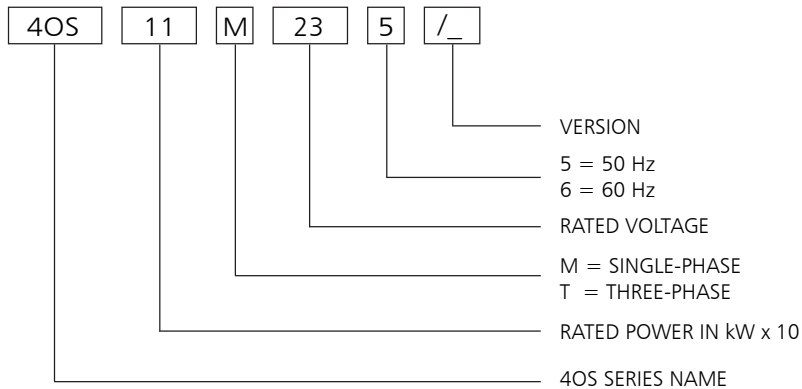 4OS 11 M 23 5 /_
VERSION
5 = 50 Hz
6 = 60 Hz
RATED VOLTAGE
M = SINGLE-PHASE
T = THREE-PHASE
RATED POWER IN kW x 10
4OS SERIES NAME